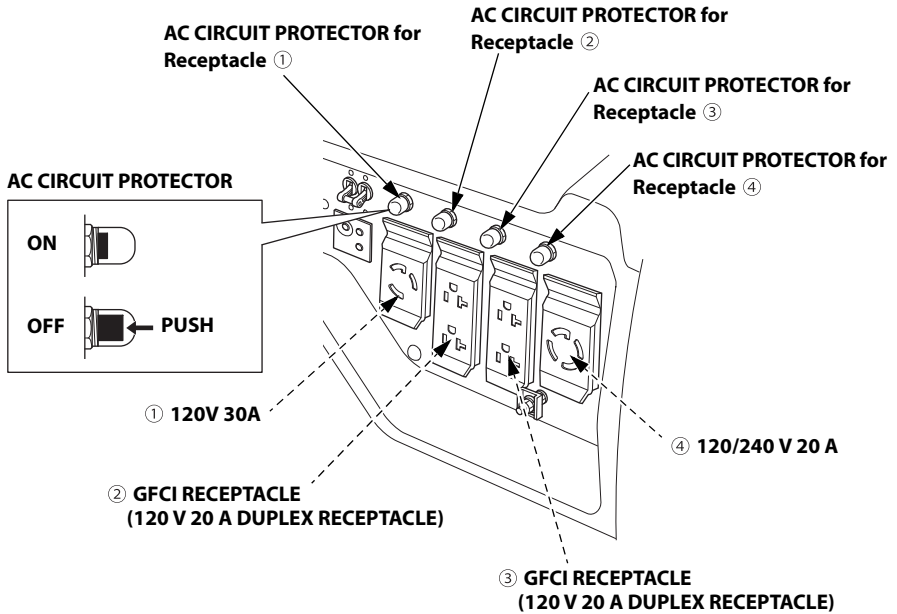 AC CIRCUIT PROTECTOR for
Receptacle ①
AC CIRCUIT PROTECTOR for
Receptacle ②
AC CIRCUIT PROTECTOR for
Receptacle ③
AC CIRCUIT PROTECTOR for
Receptacle ④
AC CIRCUIT PROTECTOR
ON
OFF
PUSH
① 120V 30A
② GFCI RECEPTACLE
(120 V 20 A DUPLEX RECEPTACLE)
③ GFCI RECEPTACLE
(120 V 20 A DUPLEX RECEPTACLE)
④ 120/240 V 20 A